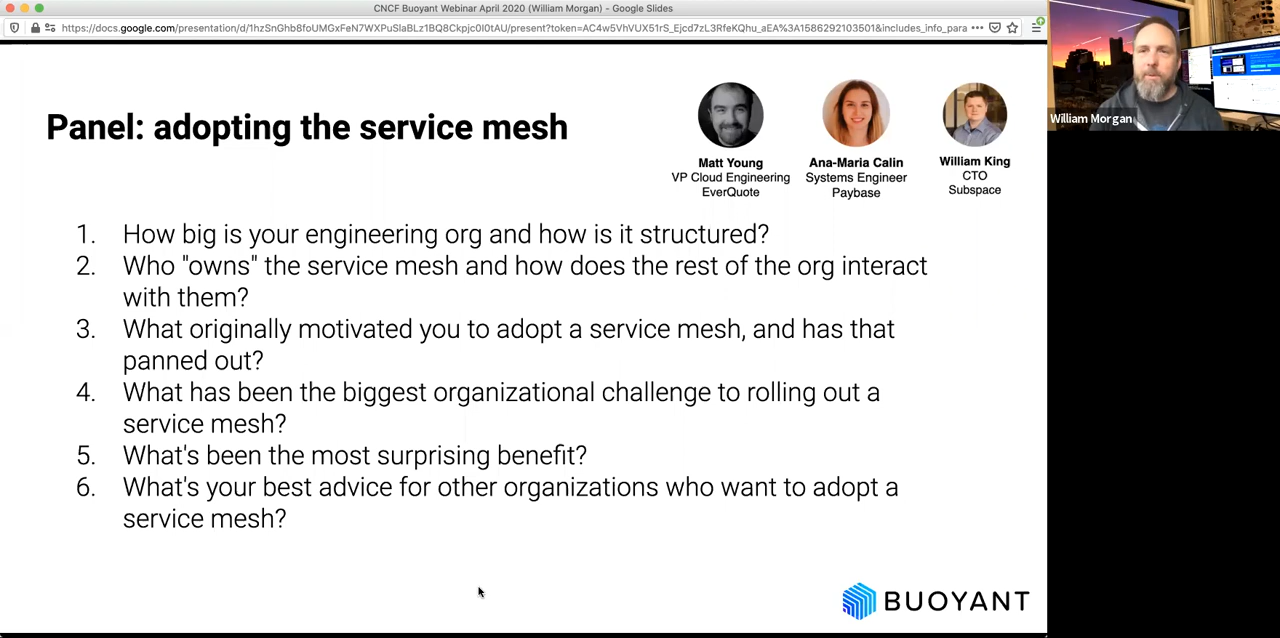 CNCF Buoyant Webinar April 2020 (William Morgan) - Google Slides
https://docs.google.com/presentation/d/1hzSnGhb8foUMGxFeN7WXPuSlaBLz1BQ8Ckpjc0I0tAU/present?token=AC4w5VhVUX51rS_Ejcd7zL3RfeKQhu_aEA%3A1586292103501&includes_info_para
William Morgan
Panel: adopting the service mesh
Matt Young
VP Cloud Engineering
EverQuote
Ana-Maria Calin
Systems Engineer
Paybase
William King
CTO
Subspace
1. How big is your engineering org and how is it structured?
2. Who "owns" the service mesh and how does the rest of the org interact
with them?
3. What originally motivated you to adopt a service mesh, and has that
panned out?
4. What has been the biggest organizational challenge to rolling out a
service mesh?
5. What's been the most surprising benefit?
6. What's your best advice for other organizations who want to adopt a
service mesh?
BUOYANT